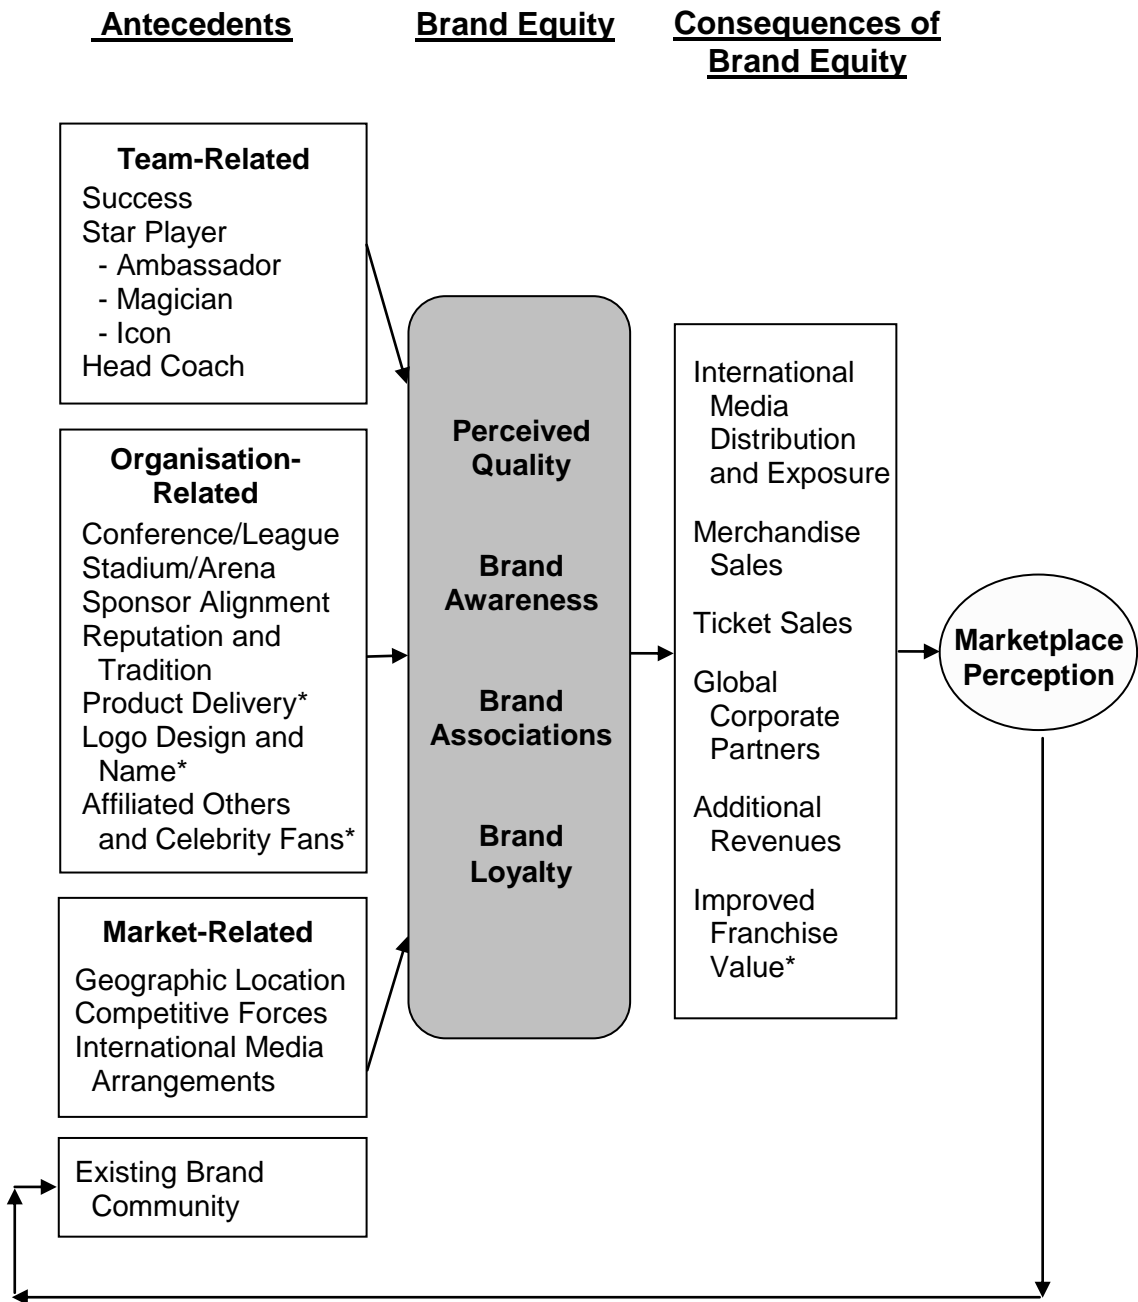 Antecedents
Brand Equity
Consequences of
Brand Equity
Team-Related
Success
Star Player
- Ambassador
- Magician
- Icon
Head Coach
Organisation-
Related
Conference/League
Stadium/Arena
Sponsor Alignment
Reputation and
Tradition
Product Delivery*
Logo Design and
Name*
Affiliated Others
and Celebrity Fans*
Market-Related
Geographic Location
Competitive Forces
International Media
Arrangements
Existing Brand
Community
Perceived
Quality
Brand
Awareness
Brand
Associations
Brand
Loyalty
International
Media
Distribution
and Exposure
Merchandise
Sales
Ticket Sales
Global
Corporate
Partners
Additional
Revenues
Improved
Franchise
Value*
Marketplace
Perception